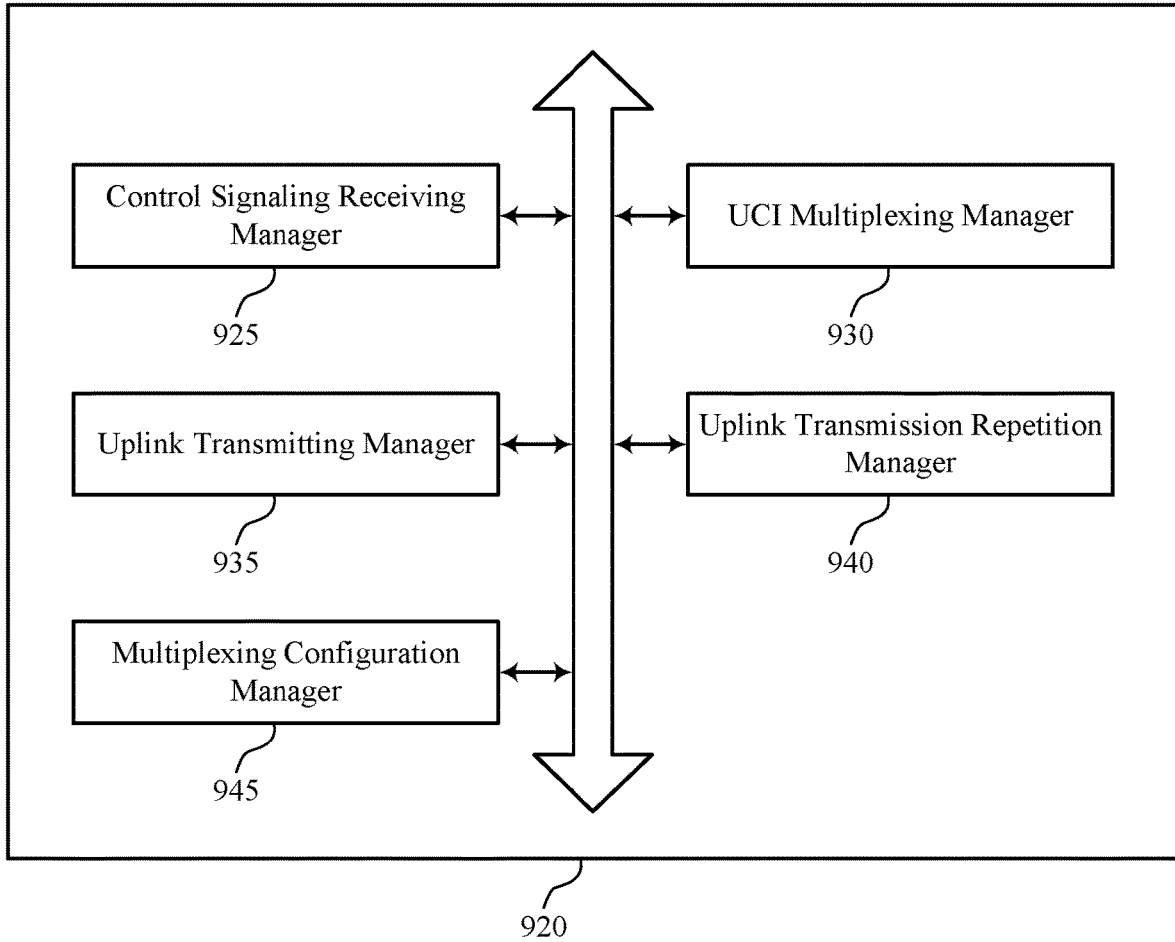 Control Signaling Receiving
Manager
925
UCI Multiplexing Manager
930
Uplink Transmitting Manager
935
Uplink Transmission Repetition
Manager
940
Multiplexing Configuration
Manager
945
920